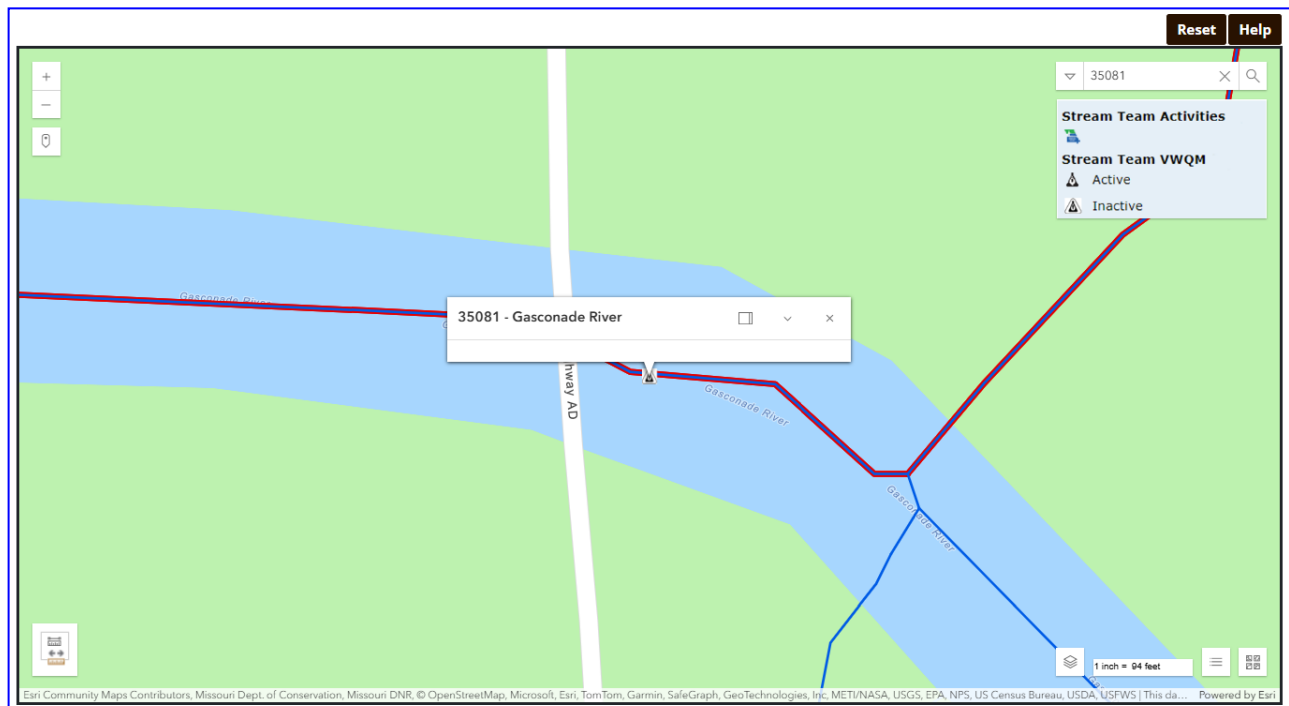 Reset Help
+
35081
−
Stream Team Activities
Stream Team VWQM
Active
Inactive
Gasconade River
35081 - Gasconade River
hway AD
Gasconade River
Gasconade River
1 inch = 94 feet
Esri Community Maps Contributors, Missouri Dept. of Conservation, Missouri DNR, © OpenStreetMap, Microsoft, Esri, TomTom, Garmin, SafeGraph, GeoTechnologies, Inc, METI/NASA, USGS, EPA, NPS, US Census Bureau, USDA, USFWS | This da... Powered by Esri